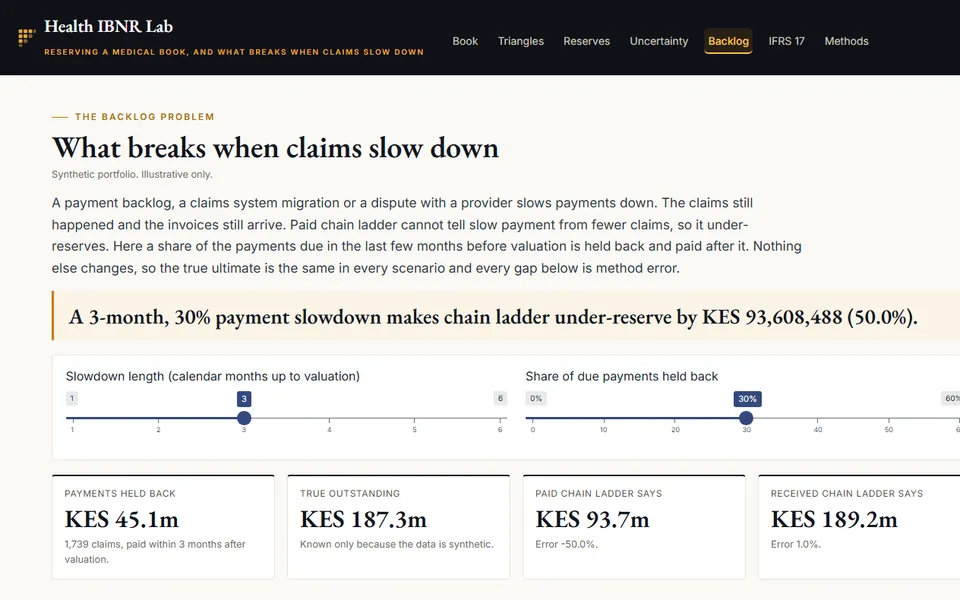 Health IBNR Lab
RESERVING A MEDICAL BOOK, AND WHAT BREAKS WHEN CLAIMS SLOW DOWN
Book Triangles Reserves Uncertainty Backlog IFRS 17 Methods
THE BACKLOG PROBLEM
What breaks when claims slow down
Synthetic portfolio. Illustrative only.
A payment backlog, a claims system migration or a dispute with a provider slows payments down. The claims still
happened and the invoices still arrive. Paid chain ladder cannot tell slow payment from fewer claims, so it under-
reserves. Here a share of the payments due in the last few months before valuation is held back and paid after it. Nothing
else changes, so the true ultimate is the same in every scenario and every gap below is method error.
A 3-month, 30% payment slowdown makes chain ladder under-reserve by KES 93,608,488 (50.0%).
Slowdown length (calendar months up to valuation)
1 3 6
1 2 3 4 5 6
Share of due payments held back
0% 30% 60%
0 10 20 30 40 50 6
PAYMENTS HELD BACK
KES 45.1m
1,739 claims, paid within 3 months after
valuation.
TRUE OUTSTANDING
KES 187.3m
Known only because the data is synthetic.
PAID CHAIN LADDER SAYS
KES 93.7m
Error -50.0%.
RECEIVED CHAIN LADDER SAYS
KES 189.2m
Error 1.0%.